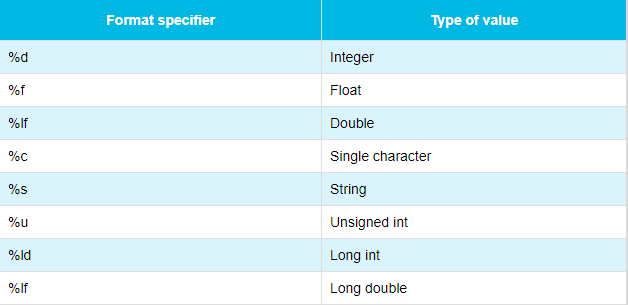 Format specifier Type of value
%d Integer
%f Float
%lf Double
%c Single character
%s String
%u Unsigned int
%ld Long int
%lf Long double